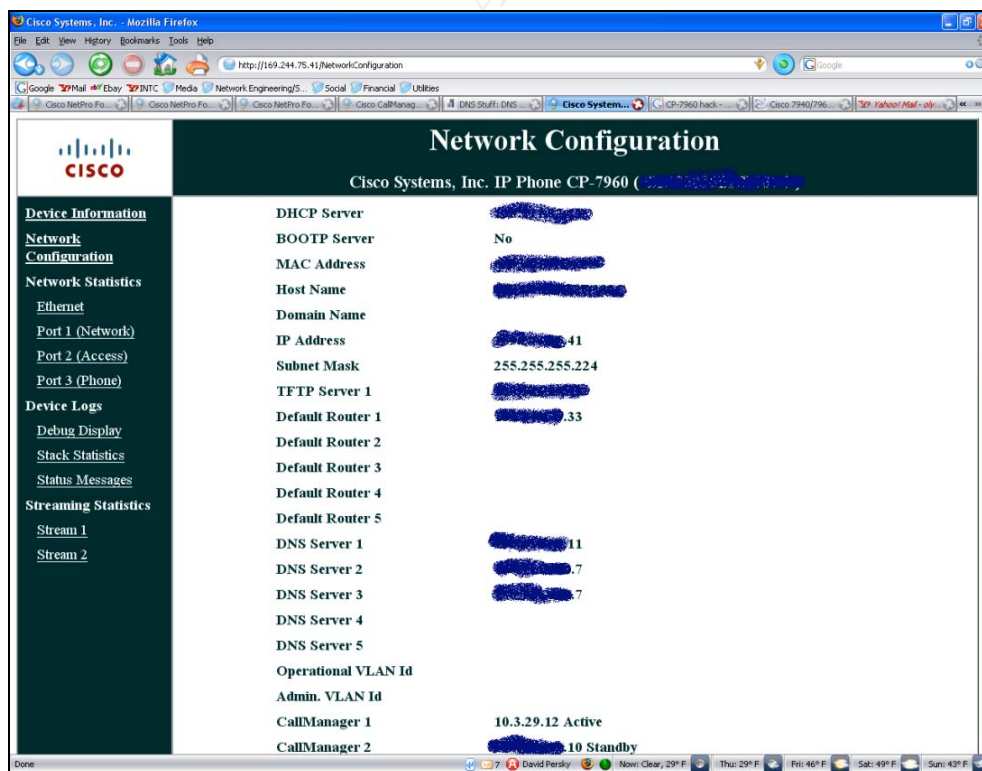 Cisco Systems, Inc. - Mozilla Firefox
File Edit View History Bookmarks Tools Help
http://169.244.75.41/NetworkConfiguration
Google
Google Mail Ebay INTC Media Network Engineering/S... Social Financial Utilities
Cisco NetPro Fo... Cisco NetPro Fo... Cisco NetPro Fo... Cisco CallManag... DNS Stuff: DNS ... Cisco System... CP-7960 hack - ... Cisco 7940/796... Yahoo! Mail - oly...
CISCO
Network Configuration
Cisco Systems, Inc. IP Phone CP-7960 (
Device Information
Network
Configuration
Network Statistics
Ethernet
Port 1 (Network)
Port 2 (Access)
Port 3 (Phone)
Device Logs
Debug Display
Stack Statistics
Status Messages
Streaming Statistics
Stream 1
Stream 2
DHCP Server
BOOTP Server No
MAC Address
Host Name
Domain Name
IP Address .41
Subnet Mask 255.255.255.224
TFTP Server 1
Default Router 1 .33
Default Router 2
Default Router 3
Default Router 4
Default Router 5
DNS Server 1 11
DNS Server 2 .7
DNS Server 3 .7
DNS Server 4
DNS Server 5
Operational VLAN Id
Admin. VLAN Id
CallManager 1 10.3.29.12 Active
CallManager 2 .10 Standby
Done 7 David Persky Now: Clear, 29° F Thu: 29° F Fri: 46° F Sat: 49° F Sun: 43° F